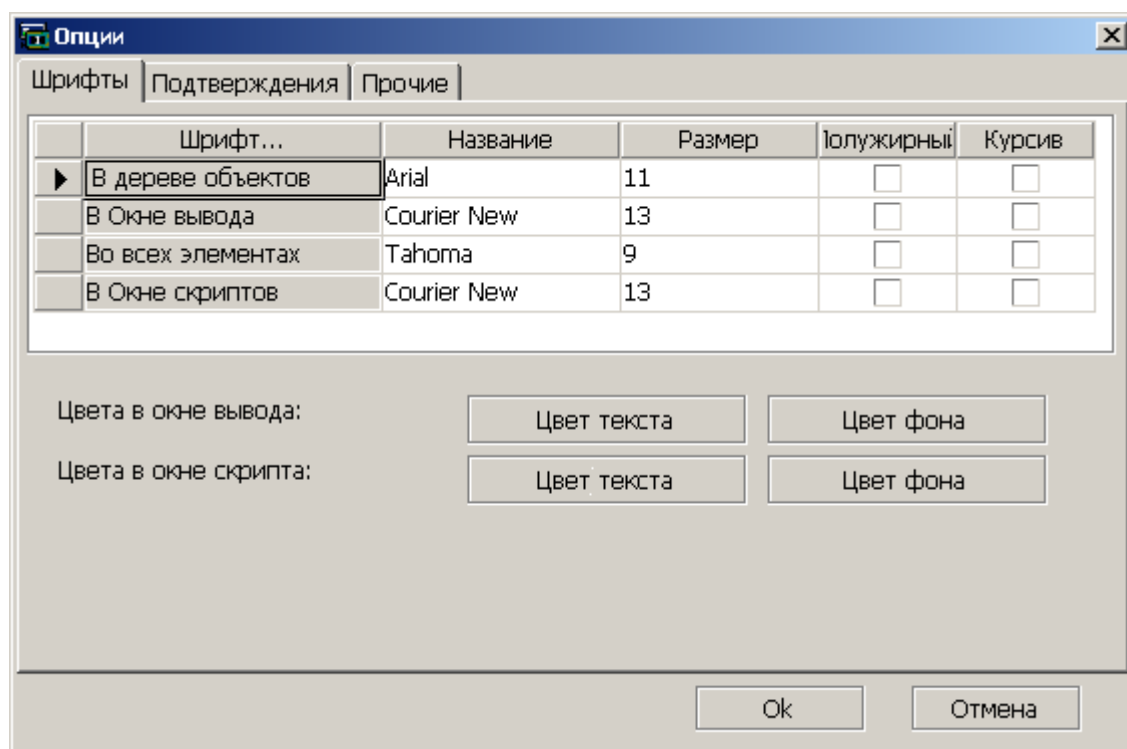 Опции
Шрифты Подтверждения Прочие
Шрифт... Название Размер Полужирный Курсив
В дереве объектов Arial 11
В Окне вывода Courier New 13
Во всех элементах Tahoma 9
В Окне скриптов Courier New 13
Цвета в окне вывода: Цвет текста Цвет фона
Цвета в окне скрипта: Цвет текста Цвет фона
Ok Отмена